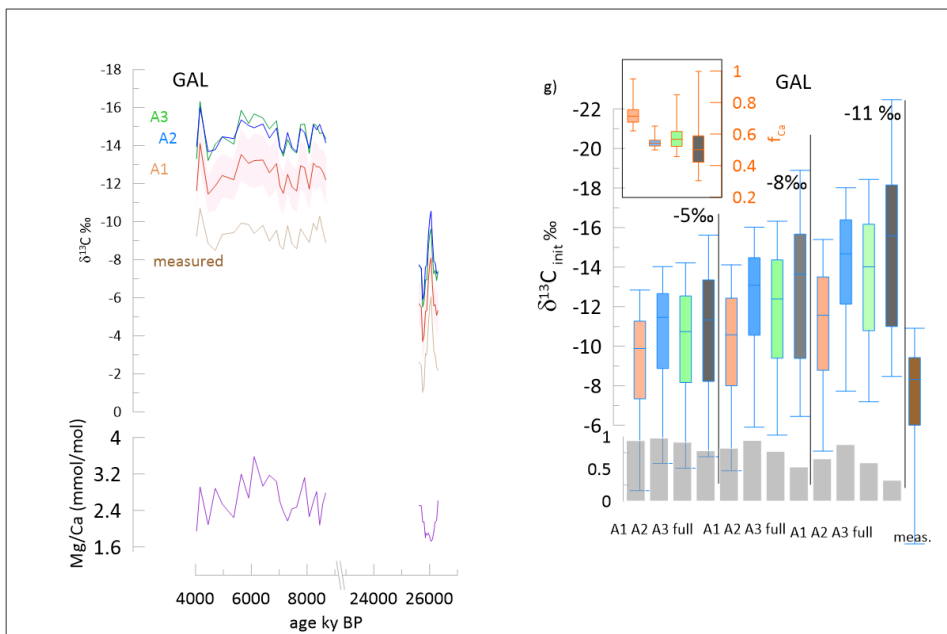 GAL
-18
-16
-14
-12
-10
-8
-6
-4
-2
0
δ¹³C ‰
A3
A2
A1
measured
4
3.2
2.4
1.6
Mg/Ca (mmol/mol)
4000 6000 8000 24000 26000
age ky BP
g)
GAL
1
0.8
0.6
0.4
0.2
f_Ca
-22
-20
-18
-16
-14
-12
-10
-8
-6
δ¹³C init ‰
1
0.5
0
-5‰
-8‰
-11 ‰
A1 A2 A3 full A1 A2 A3 full A1 A2 A3 full meas.